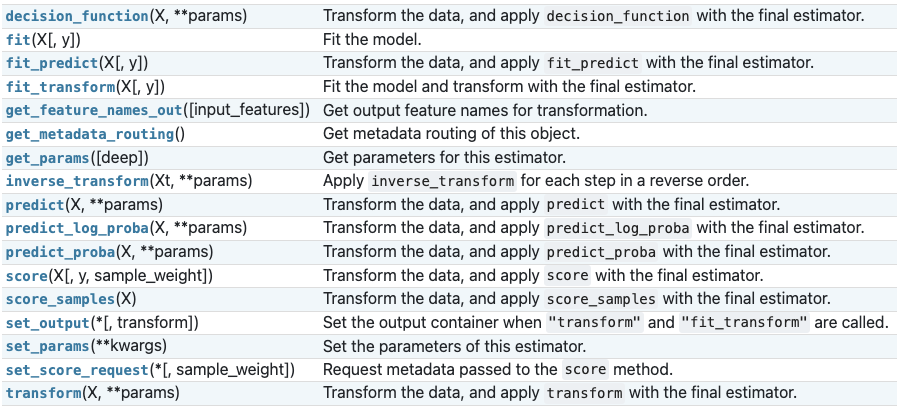 decision_function(X, **params) Transform the data, and apply decision_function with the final estimator.
fit(X[, y]) Fit the model.
fit_predict(X[, y]) Transform the data, and apply fit_predict with the final estimator.
fit_transform(X[, y]) Fit the model and transform with the final estimator.
get_feature_names_out([input_features]) Get output feature names for transformation.
get_metadata_routing() Get metadata routing of this object.
get_params([deep]) Get parameters for this estimator.
inverse_transform(Xt, **params) Apply inverse_transform for each step in a reverse order.
predict(X, **params) Transform the data, and apply predict with the final estimator.
predict_log_proba(X, **params) Transform the data, and apply predict_log_proba with the final estimator.
predict_proba(X, **params) Transform the data, and apply predict_proba with the final estimator.
score(X[, y, sample_weight]) Transform the data, and apply score with the final estimator.
score_samples(X) Transform the data, and apply score_samples with the final estimator.
set_output(*[, transform]) Set the output container when "transform" and "fit_transform" are called.
set_params(**kwargs) Set the parameters of this estimator.
set_score_request(*[, sample_weight]) Request metadata passed to the score method.
transform(X, **params) Transform the data, and apply transform with the final estimator.